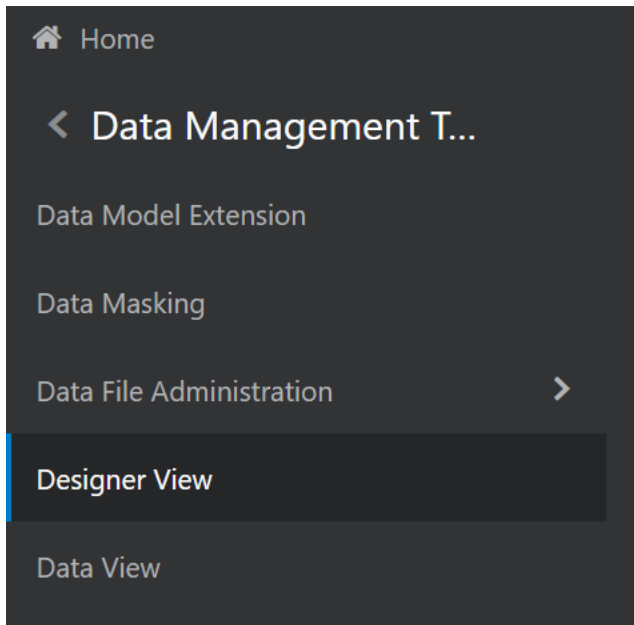 Home
Data Management T...
Data Model Extension
Data Masking
Data File Administration
Designer View
Data View